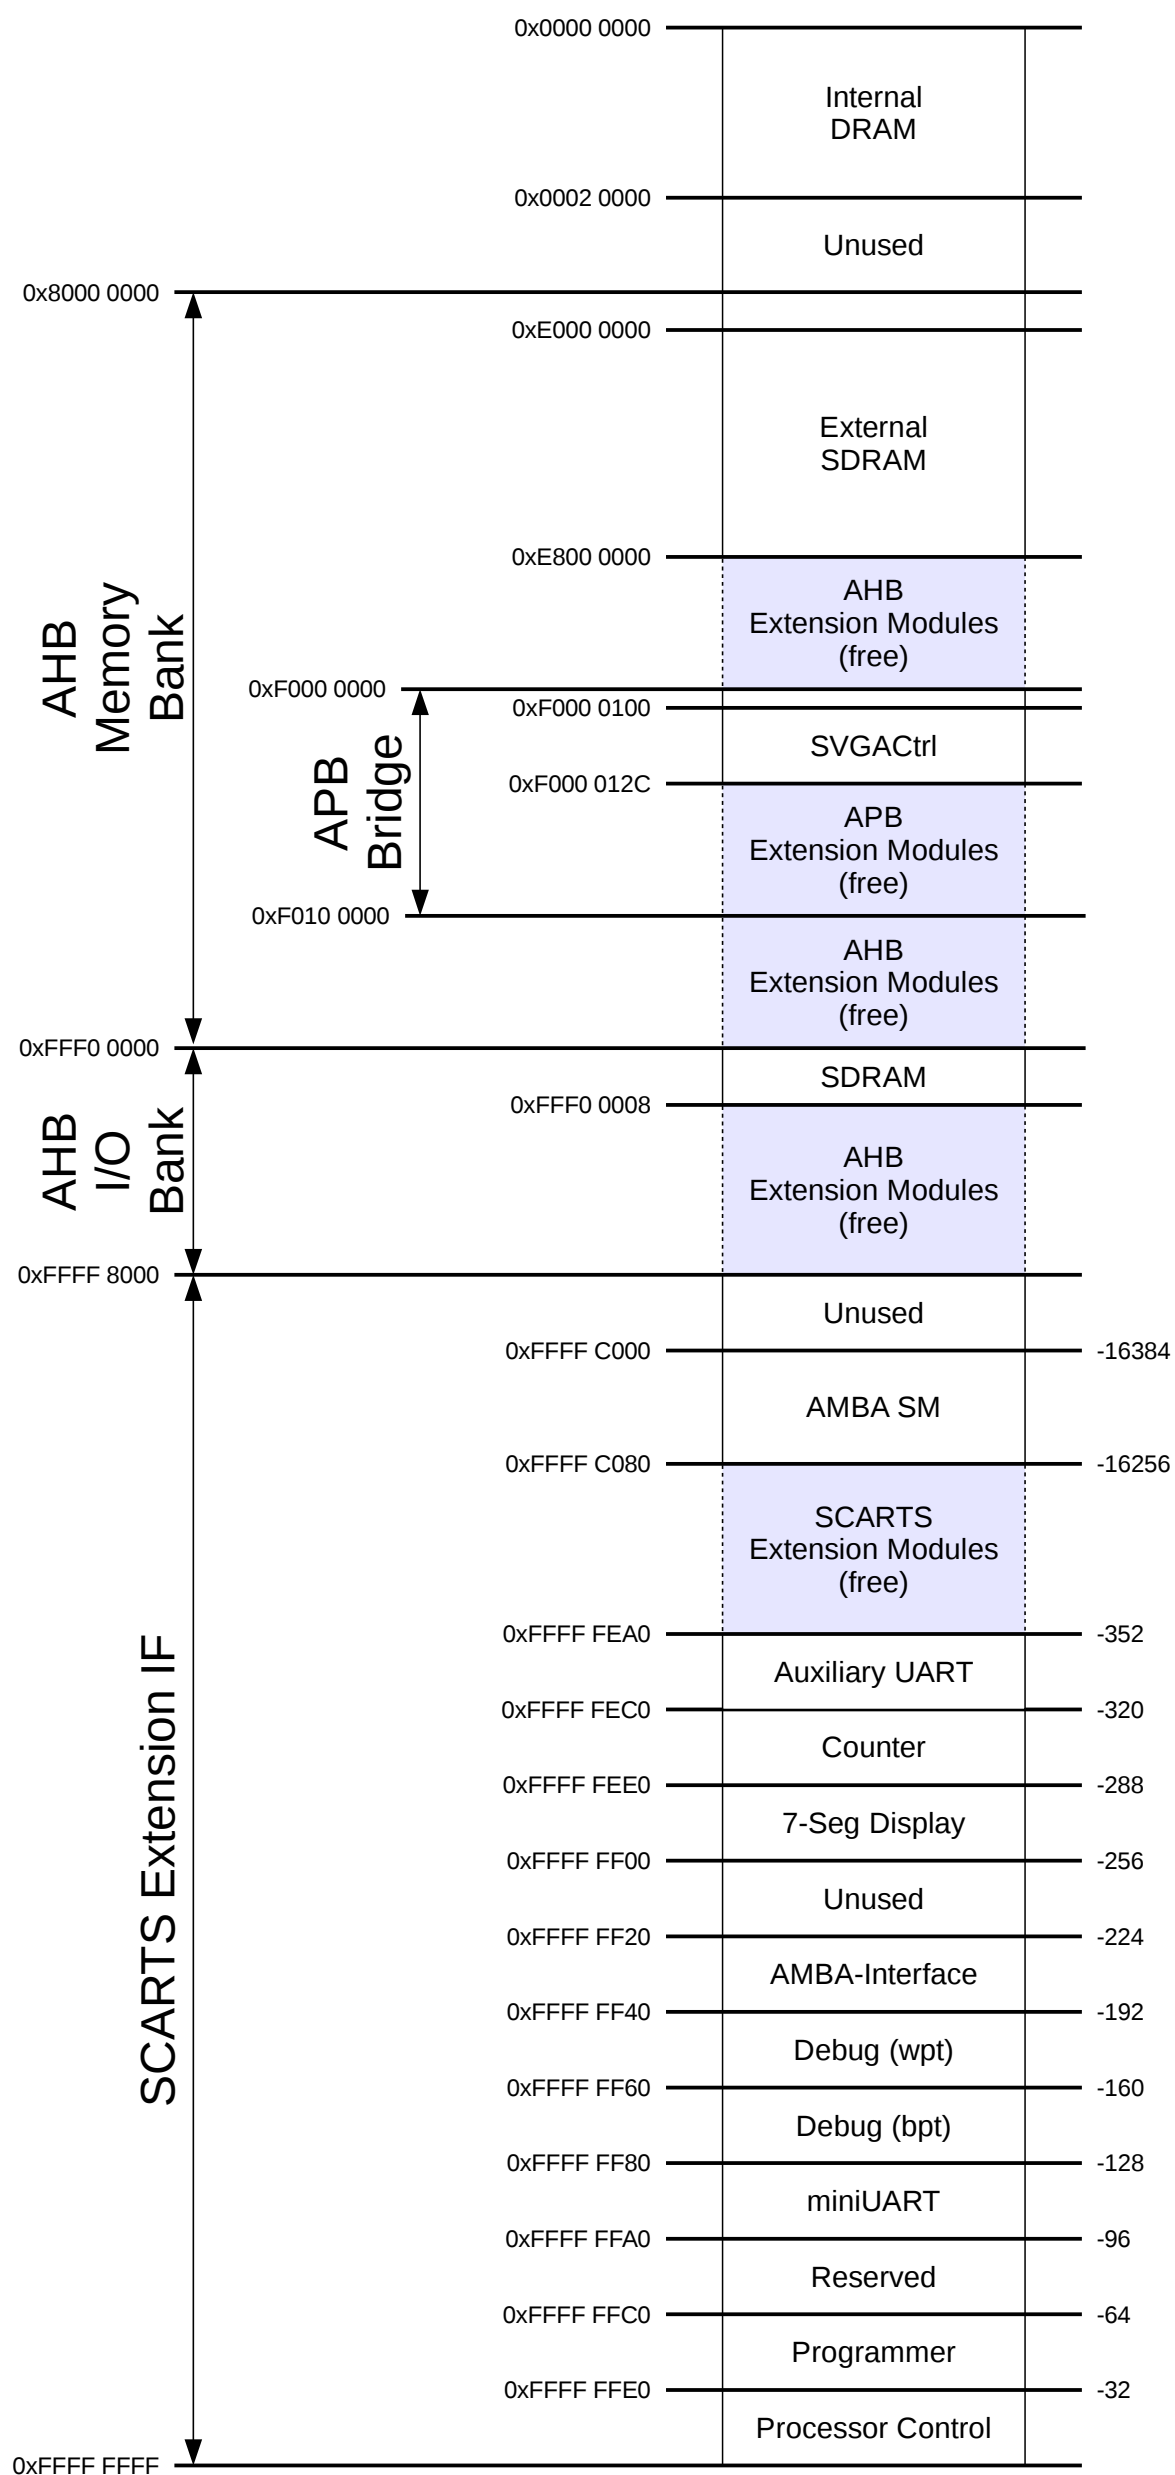 0x0000 0000
Internal
DRAM
0x0002 0000
Unused
0x8000 0000
0xE000 0000
External
SDRAM
0xE800 0000
AHB
Extension Modules
(free)
AHB
Memory
Bank
0xF000 0000
0xF000 0100
SVGACtrl
0xF000 012C
APB
Bridge
APB
Extension Modules
(free)
0xF010 0000
AHB
Extension Modules
(free)
0xFFF0 0000
SDRAM
0xFFF0 0008
AHB
I/O
Bank
AHB
Extension Modules
(free)
0xFFFF 8000
Unused
0xFFFF C000 -16384
AMBA SM
0xFFFF C080 -16256
SCARTS
Extension Modules
(free)
0xFFFF FEA0 -352
Auxiliary UART
0xFFFF FEC0 -320
Counter
0xFFFF FEE0 -288
7-Seg Display
0xFFFF FF00 -256
SCARTS Extension IF
Unused
0xFFFF FF20 -224
AMBA-Interface
0xFFFF FF40 -192
Debug (wpt)
0xFFFF FF60 -160
Debug (bpt)
0xFFFF FF80 -128
miniUART
0xFFFF FFA0 -96
Reserved
0xFFFF FFC0 -64
Programmer
0xFFFF FFE0 -32
Processor Control
0xFFFF FFFF